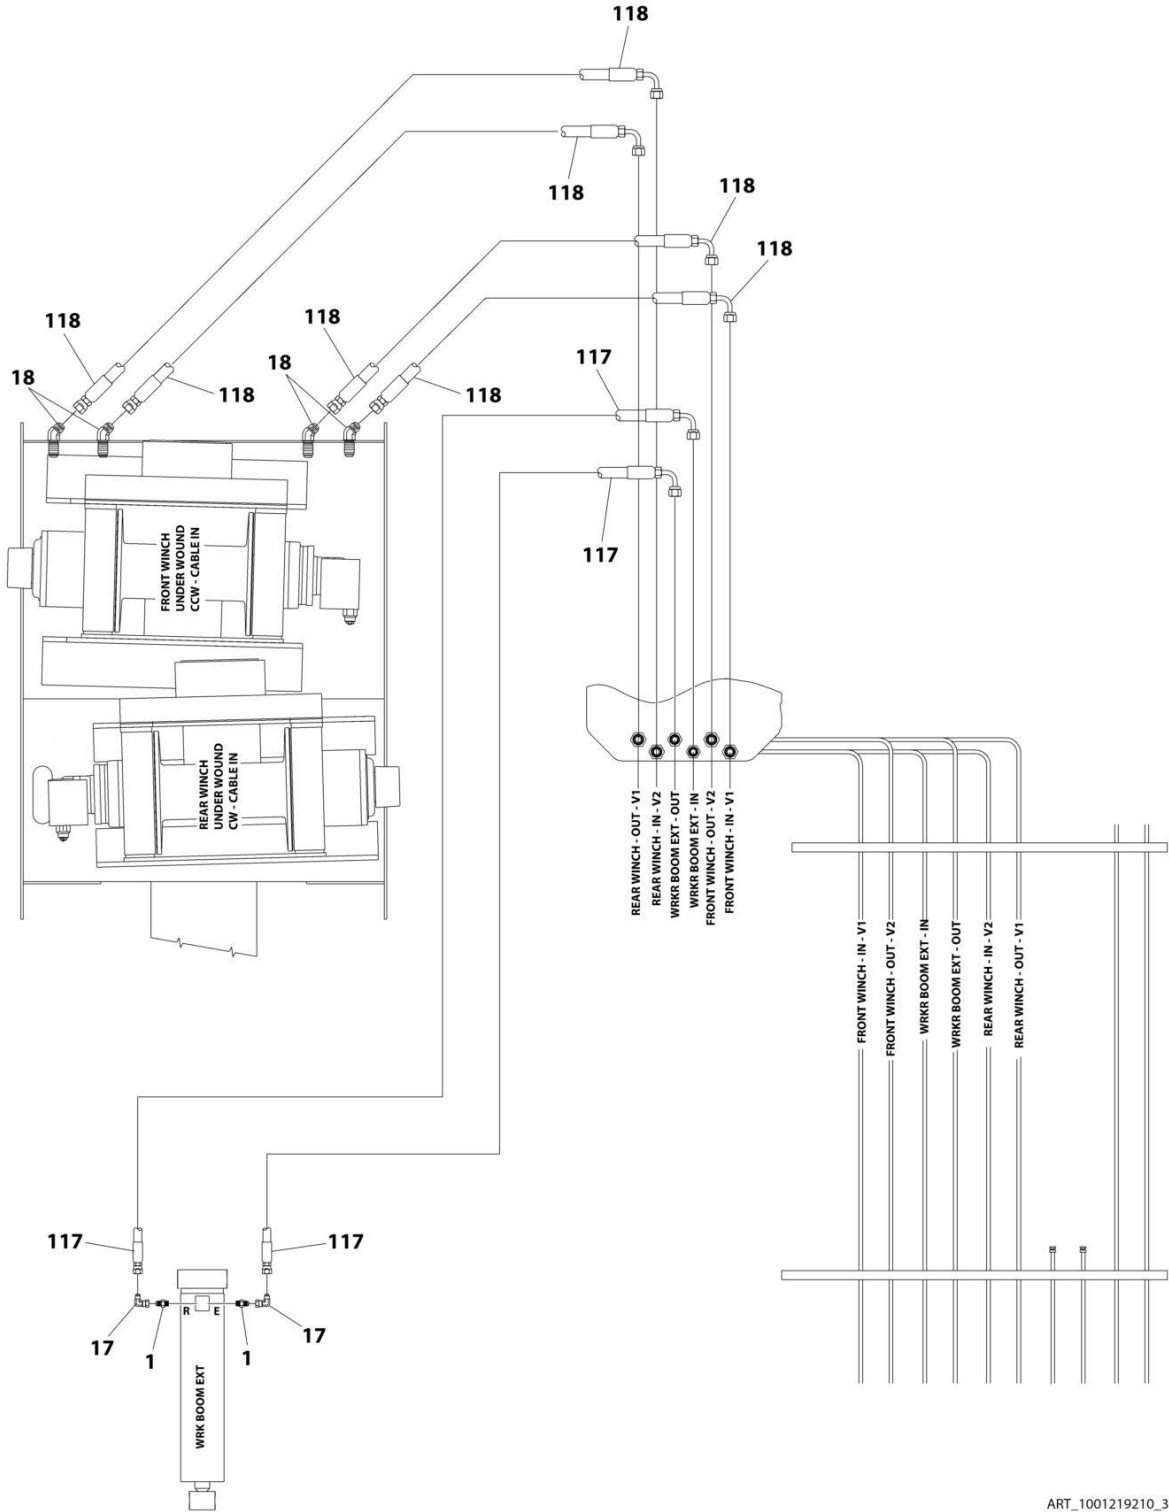 118
118
118
118
118
118
117
18
18
118
118
117
FRONT WINCH
UNDER WOUND
CCW - CABLE IN
REAR WINCH
UNDER WOUND
CW - CABLE IN
REAR WINCH - OUT - V1
REAR WINCH - IN - V2
WRKR BOOM EXT - OUT
WRKR BOOM EXT - IN
FRONT WINCH - OUT - V2
FRONT WINCH - IN - V1
FRONT WINCH - IN - V1
FRONT WINCH - OUT - V2
WRKR BOOM EXT - IN
WRKR BOOM EXT - OUT
REAR WINCH - IN - V2
REAR WINCH - OUT - V1
117
117
R E
17
1
1
17
WRK BOOM EXT
ART_1001219210_3